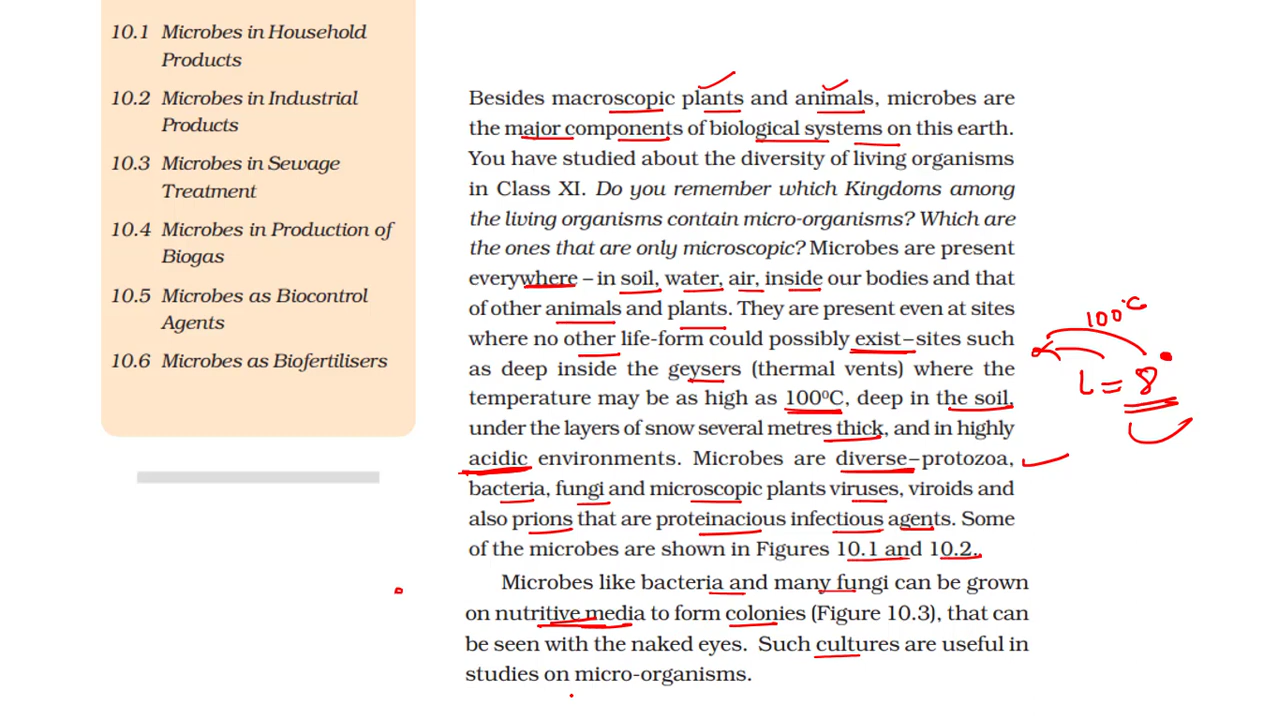 10.1 Microbes in Household
Products
10.2 Microbes in Industrial
Products
10.3 Microbes in Sewage
Treatment
10.4 Microbes in Production of
Biogas
10.5 Microbes as Biocontrol
Agents
10.6 Microbes as Biofertilisers
Besides macroscopic plants and animals, microbes are
the major components of biological systems on this earth.
You have studied about the diversity of living organisms
in Class XI. Do you remember which Kingdoms among
the living organisms contain micro-organisms? Which are
the ones that are only microscopic? Microbes are present
everywhere – in soil, water, air, inside our bodies and that
of other animals and plants. They are present even at sites
where no other life-form could possibly exist–sites such
as deep inside the geysers (thermal vents) where the
temperature may be as high as 100⁰C, deep in the soil,
under the layers of snow several metres thick, and in highly
acidic environments. Microbes are diverse–protozoa,
bacteria, fungi and microscopic plants viruses, viroids and
also prions that are proteinacious infectious agents. Some
of the microbes are shown in Figures 10.1 and 10.2.
Microbes like bacteria and many fungi can be grown
on nutritive media to form colonies (Figure 10.3), that can
be seen with the naked eyes. Such cultures are useful in
studies on micro-organisms.
100°C
L = 8